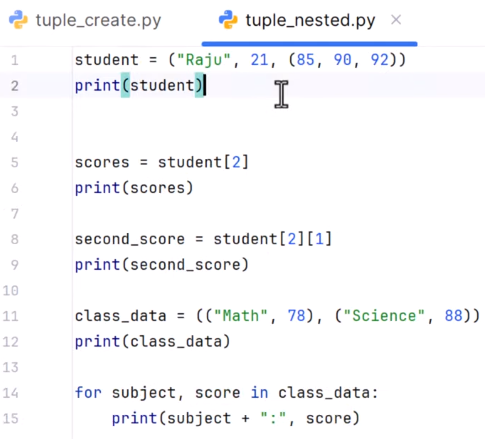 tuple_create.py tuple_nested.py
1 student = ("Raju", 21, (85, 90, 92))
2 print(student)
3
4
5 scores = student[2]
6 print(scores)
7
8 second_score = student[2][1]
9 print(second_score)
10
11 class_data = (("Math", 78), ("Science", 88))
12 print(class_data)
13
14 for subject, score in class_data:
15     print(subject + ":", score)